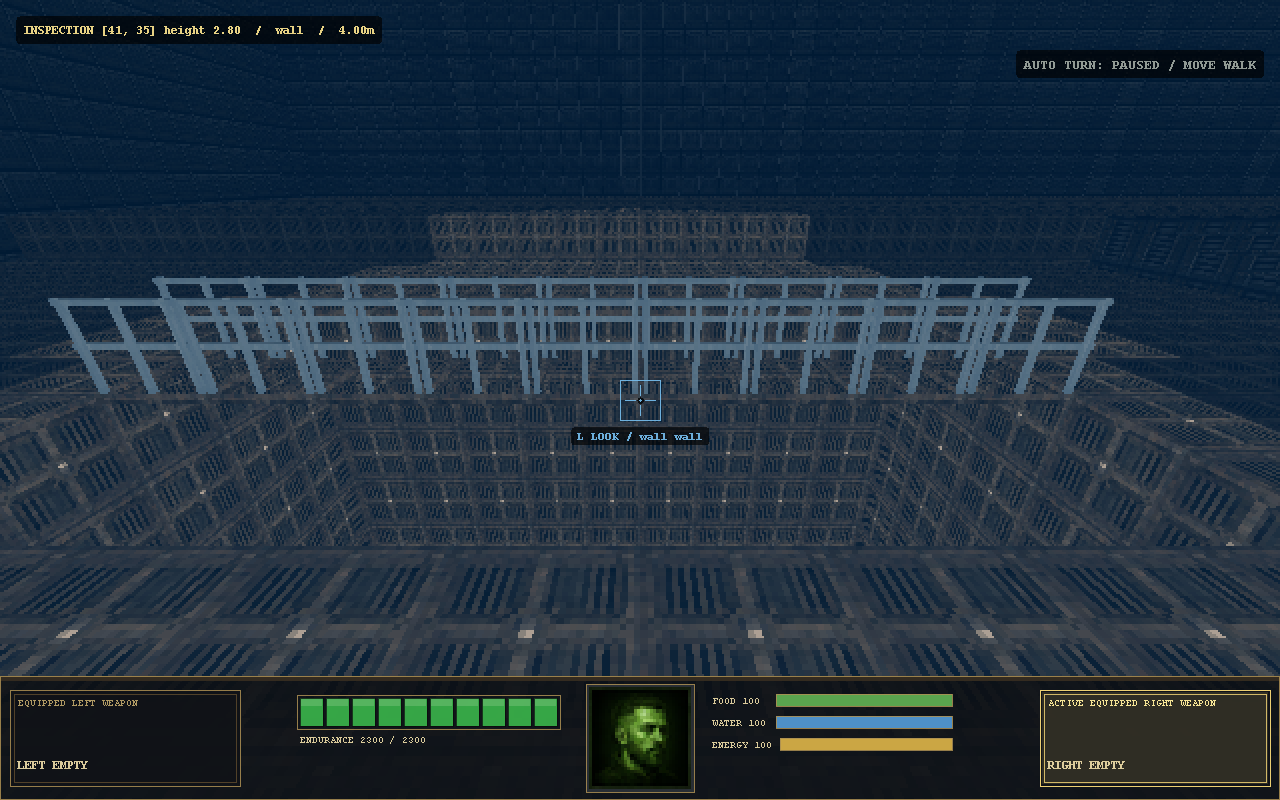 INSPECTION [41, 35] height 2.80 / wall / 4.00m
AUTO TURN: PAUSED / MOVE WALK
L LOOK / wall wall
EQUIPPED LEFT WEAPON
LEFT EMPTY
ENDURANCE 2300 / 2300
FOOD 100
WATER 100
ENERGY 100
ACTIVE EQUIPPED RIGHT WEAPON
RIGHT EMPTY